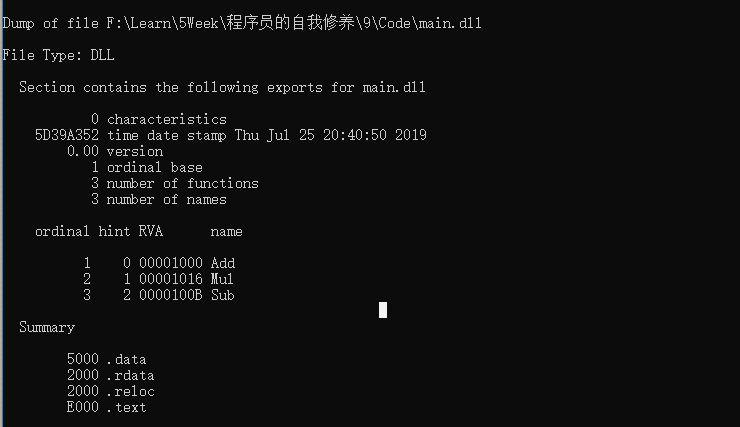 Dump of file F:\Learn\5Week\程序员的自我修养\9\Code\main.dll
File Type: DLL
Section contains the following exports for main.dll
0 characteristics
5D39A352 time date stamp Thu Jul 25 20:40:50 2019
0.00 version
1 ordinal base
3 number of functions
3 number of names
ordinal hint RVA name
1 0 00001000 Add
2 1 00001016 Mul
3 2 0000100B Sub
Summary
5000 .data
2000 .rdata
2000 .reloc
E000 .text